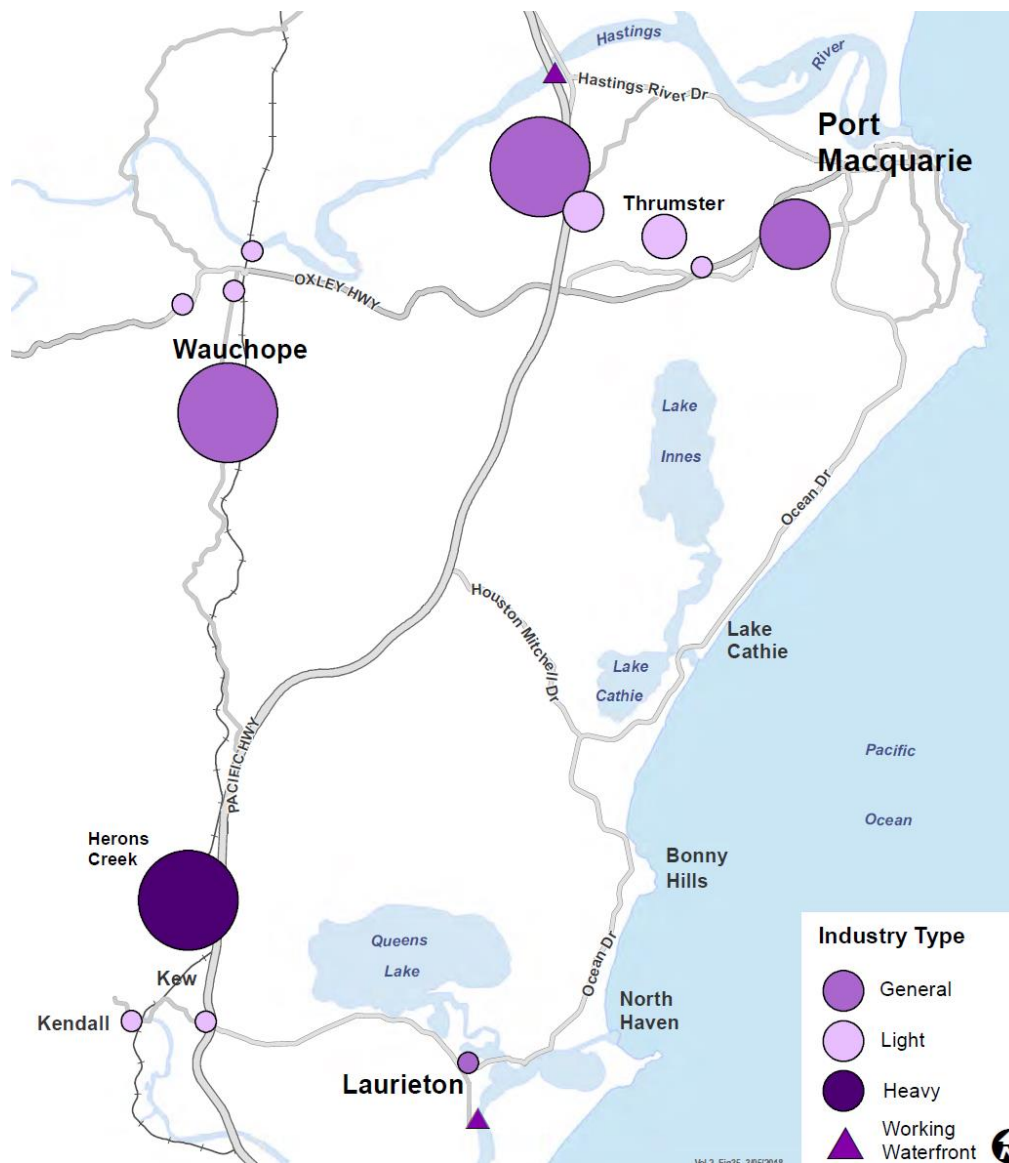 Hastings
River
Hastings River Dr
Port
Macquarie
Thrumster
OXLEY HWY
Wauchope
Lake
Innes
Ocean Dr
Houston Mitchell Dr
Lake
Cathie
Lake
Cathie
PACIFIC HWY
Pacific
Ocean
Herons
Creek
Bonny
Hills
Queens
Lake
Ocean Dr
Kew
North
Haven
Kendall
Laurieton
Industry Type
General
Light
Heavy
Working
Waterfront